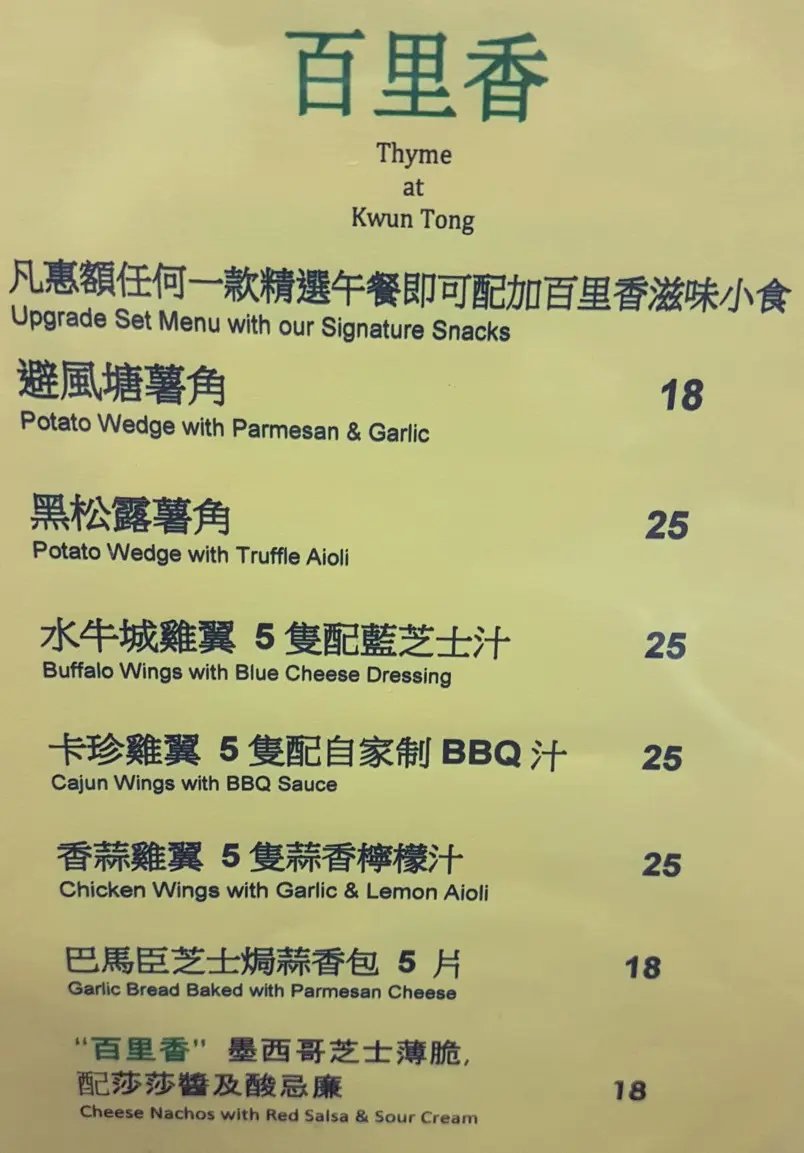 百里香
Thyme
at
Kwun Tong
凡惠額任何一款精選午餐即可配加百里香滋味小食
Upgrade Set Menu with our Signature Snacks
避風塘薯角 18
Potato Wedge with Parmesan & Garlic
黑松露薯角 25
Potato Wedge with Truffle Aioli
水牛城雞翼 5 隻配藍芝士汁 25
Buffalo Wings with Blue Cheese Dressing
卡珍雞翼 5 隻配自家制 BBQ 汁 25
Cajun Wings with BBQ Sauce
香蒜雞翼 5 隻蒜香檸檬汁 25
Chicken Wings with Garlic & Lemon Aioli
巴馬臣芝士焗蒜香包 5 片 18
Garlic Bread Baked with Parmesan Cheese
“百里香” 墨西哥芝士薄脆,
配莎莎醬及酸忌廉 18
Cheese Nachos with Red Salsa & Sour Cream